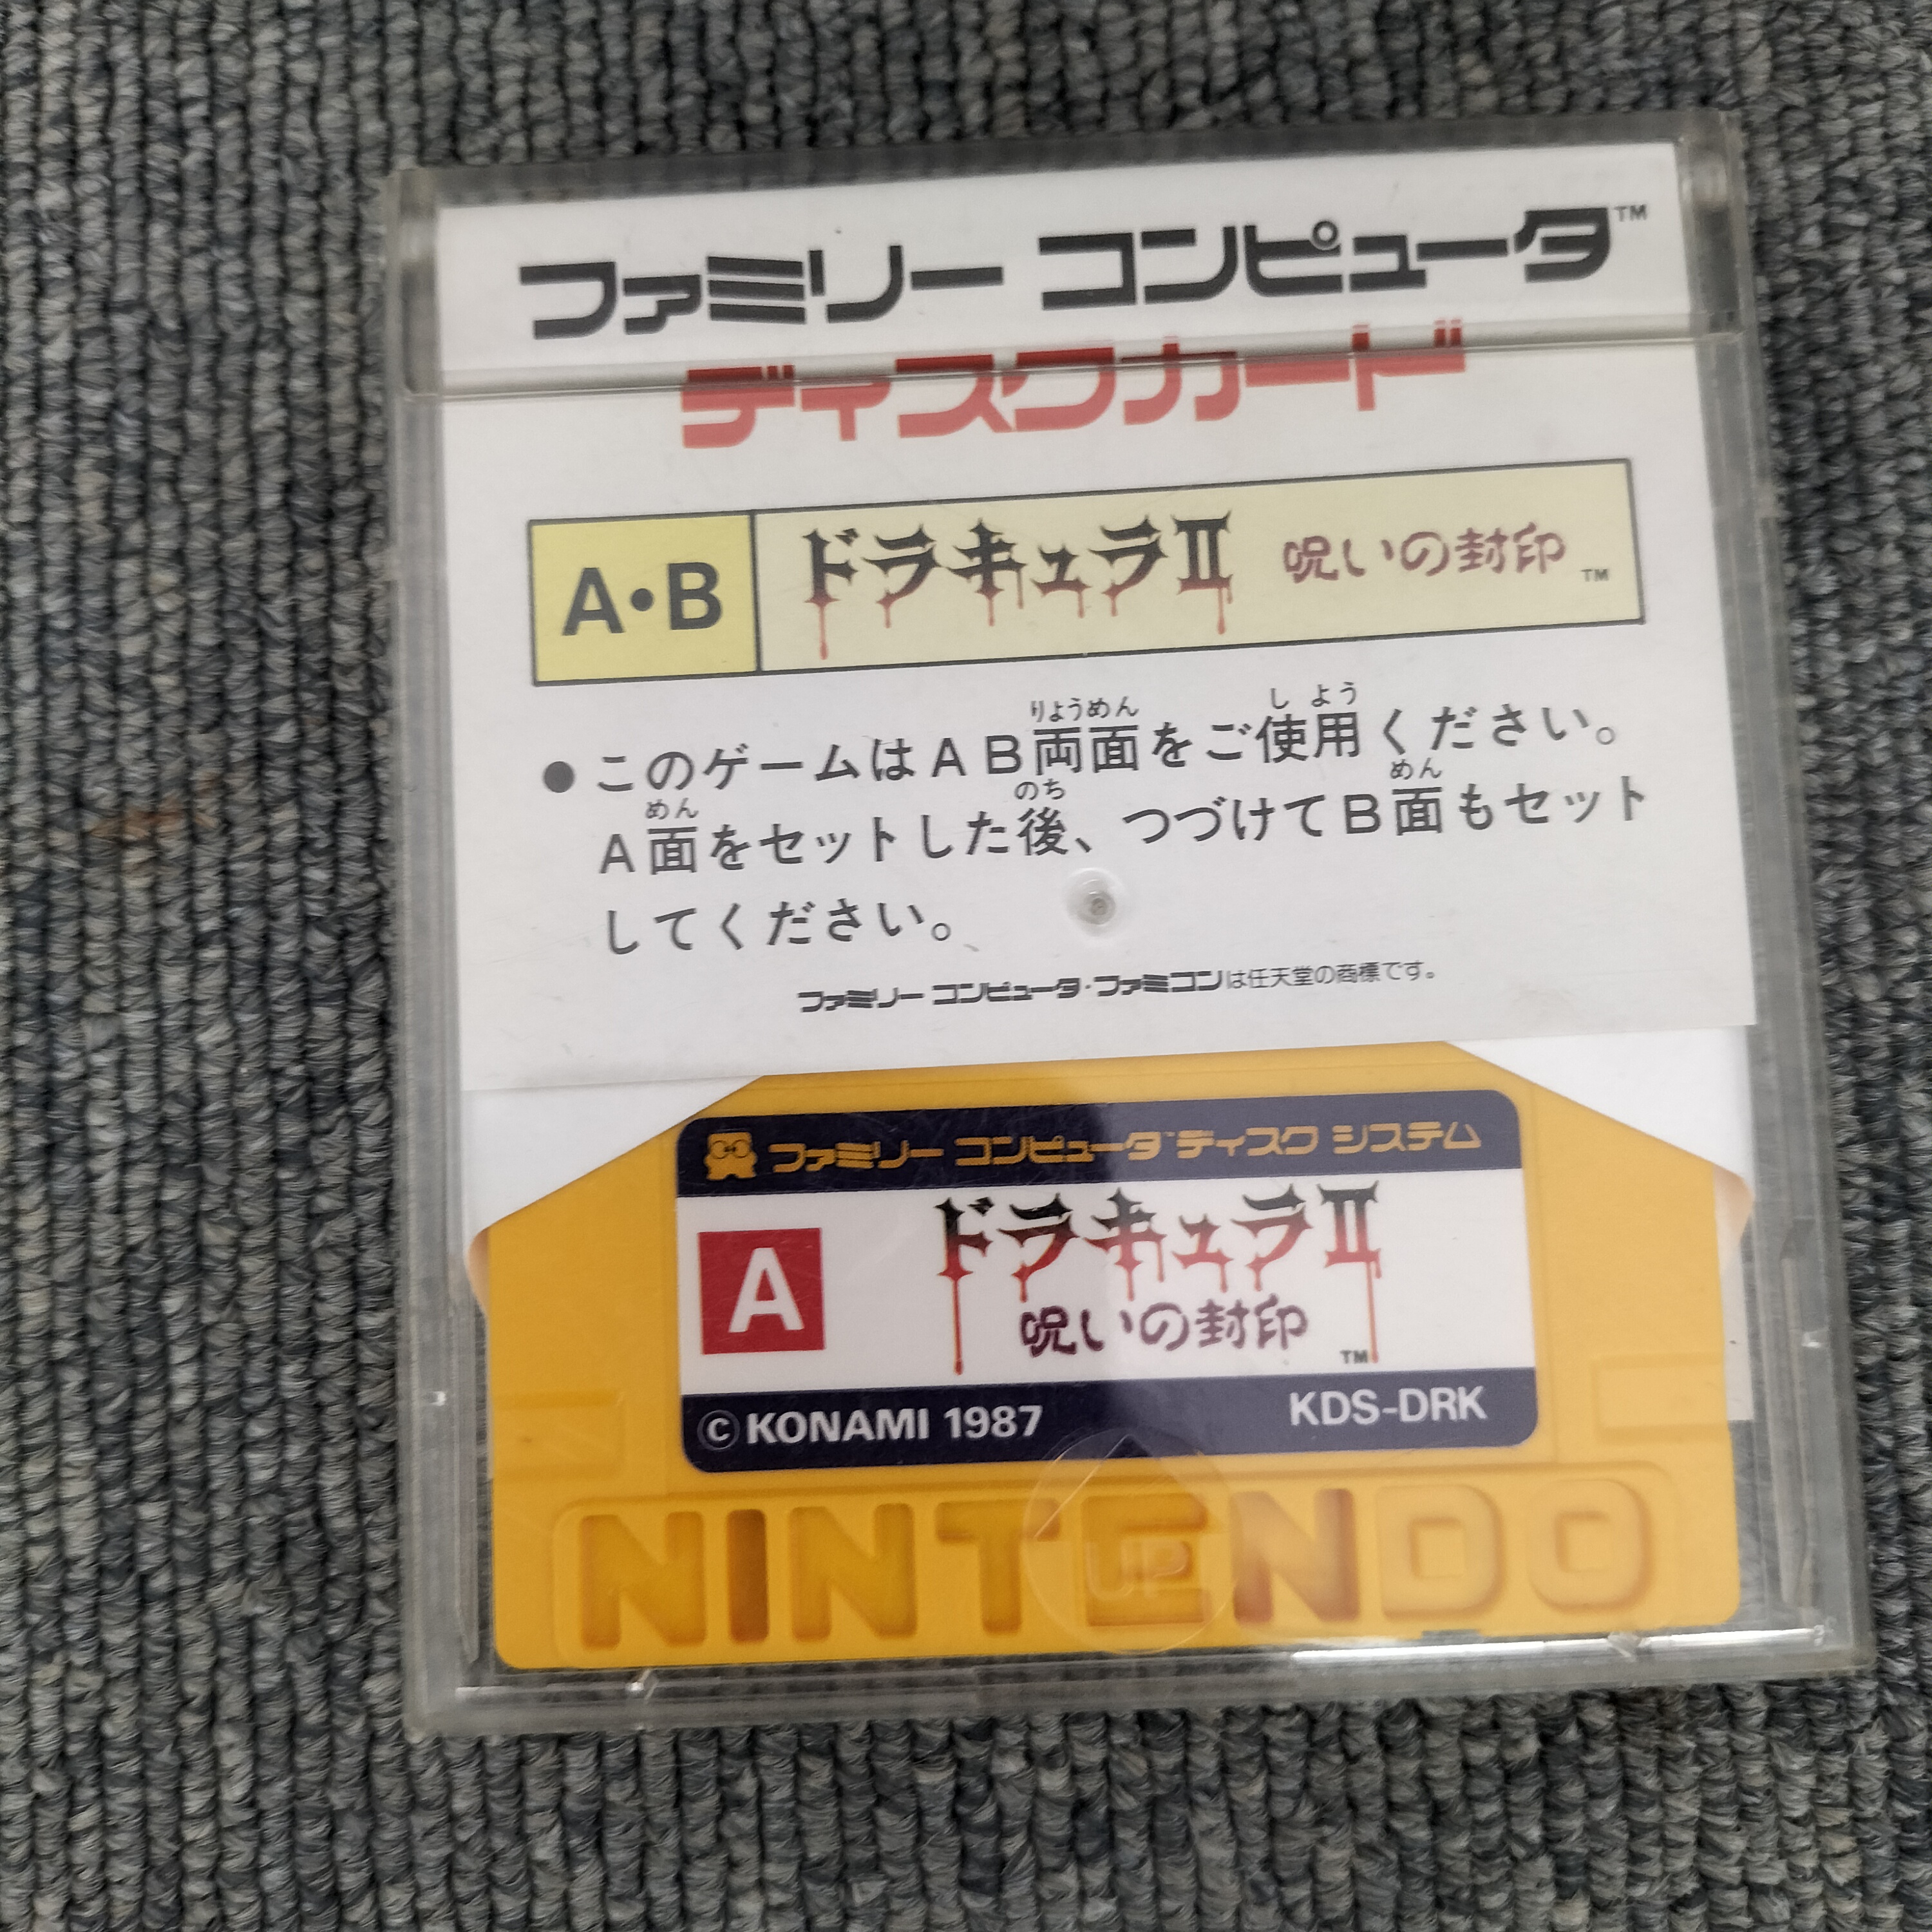 ファミリー コンピュータ™
ディスクカード
A・B
ドラキュラⅡ 呪いの封印™
りょうめん しよう
●このゲームはAB両面をご使用ください。
めん のち めん
A面をセットした後、つづけてB面もセット
してください。
ファミリー コンピュータ・ファミコンは任天堂の商標です。
ファミリー コンピュータ™ ディスク システム
A
ドラキュラⅡ
呪いの封印™
©KONAMI 1987 KDS-DRK
NINTENDO
UP